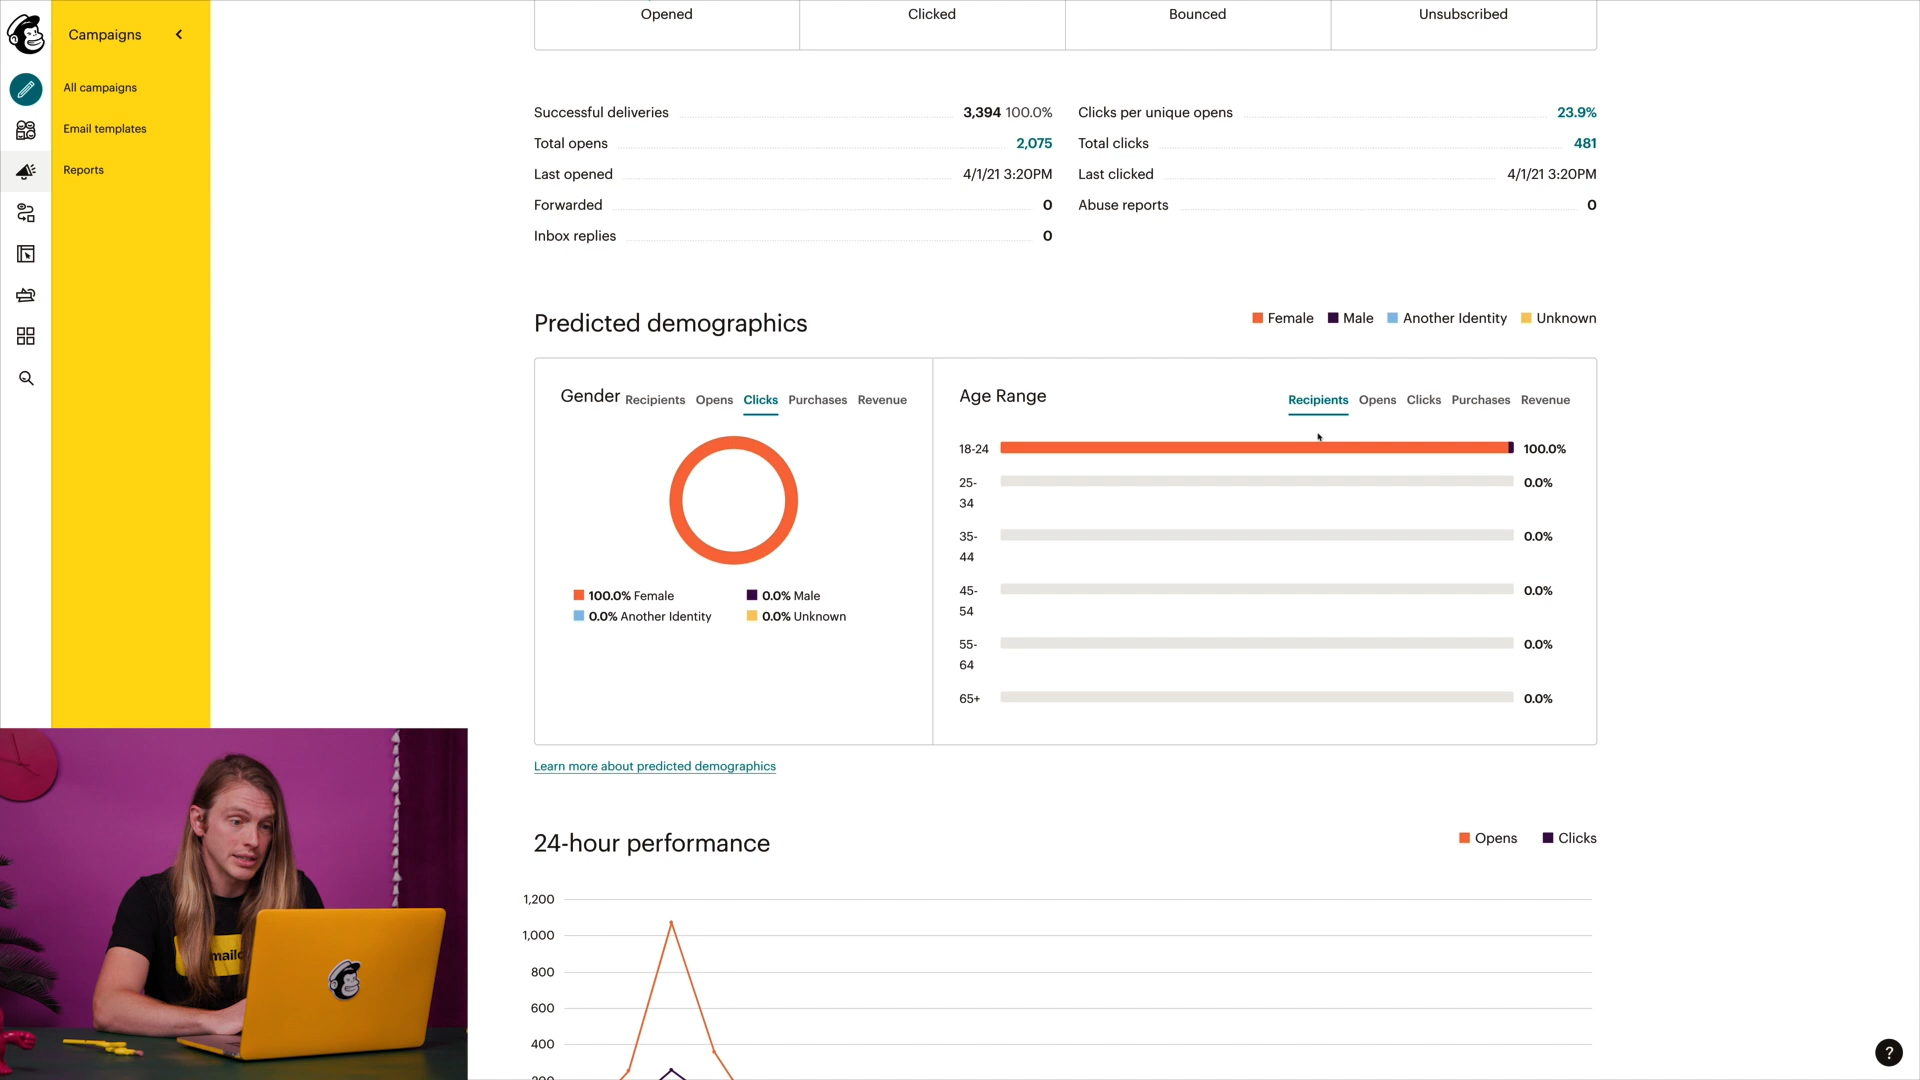 Campaigns
All campaigns
Email templates
Reports
Opened Clicked Bounced Unsubscribed
Successful deliveries 3,394 100.0%
Total opens 2,075
Last opened 4/1/21 3:20PM
Forwarded 0
Inbox replies 0
Clicks per unique opens 23.9%
Total clicks 481
Last clicked 4/1/21 3:20PM
Abuse reports 0
Predicted demographics
Female Male Another Identity Unknown
Gender Recipients Opens Clicks Purchases Revenue
100.0% Female 0.0% Male
0.0% Another Identity 0.0% Unknown
Age Range Recipients Opens Clicks Purchases Revenue
18-24 100.0%
25- 0.0%
34
35- 0.0%
44
45- 0.0%
54
55- 0.0%
64
65+ 0.0%
Learn more about predicted demographics
24-hour performance
Opens Clicks
1,200
1,000
800
600
400
?